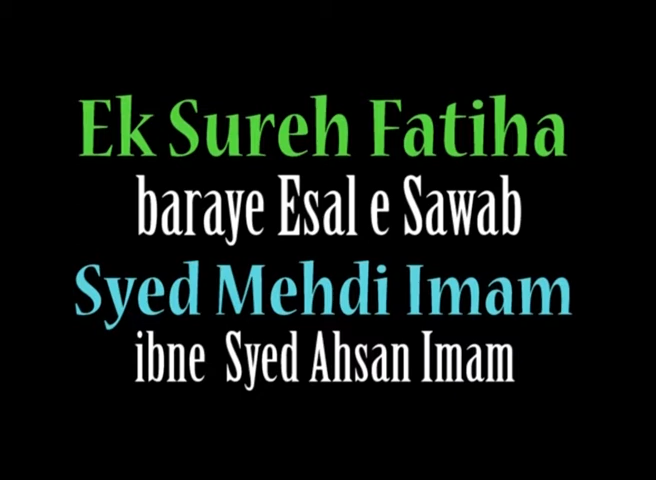 Ek Sureh Fatiha
baraye Esal e Sawab
Syed Mehdi Imam
ibne Syed Ahsan Imam